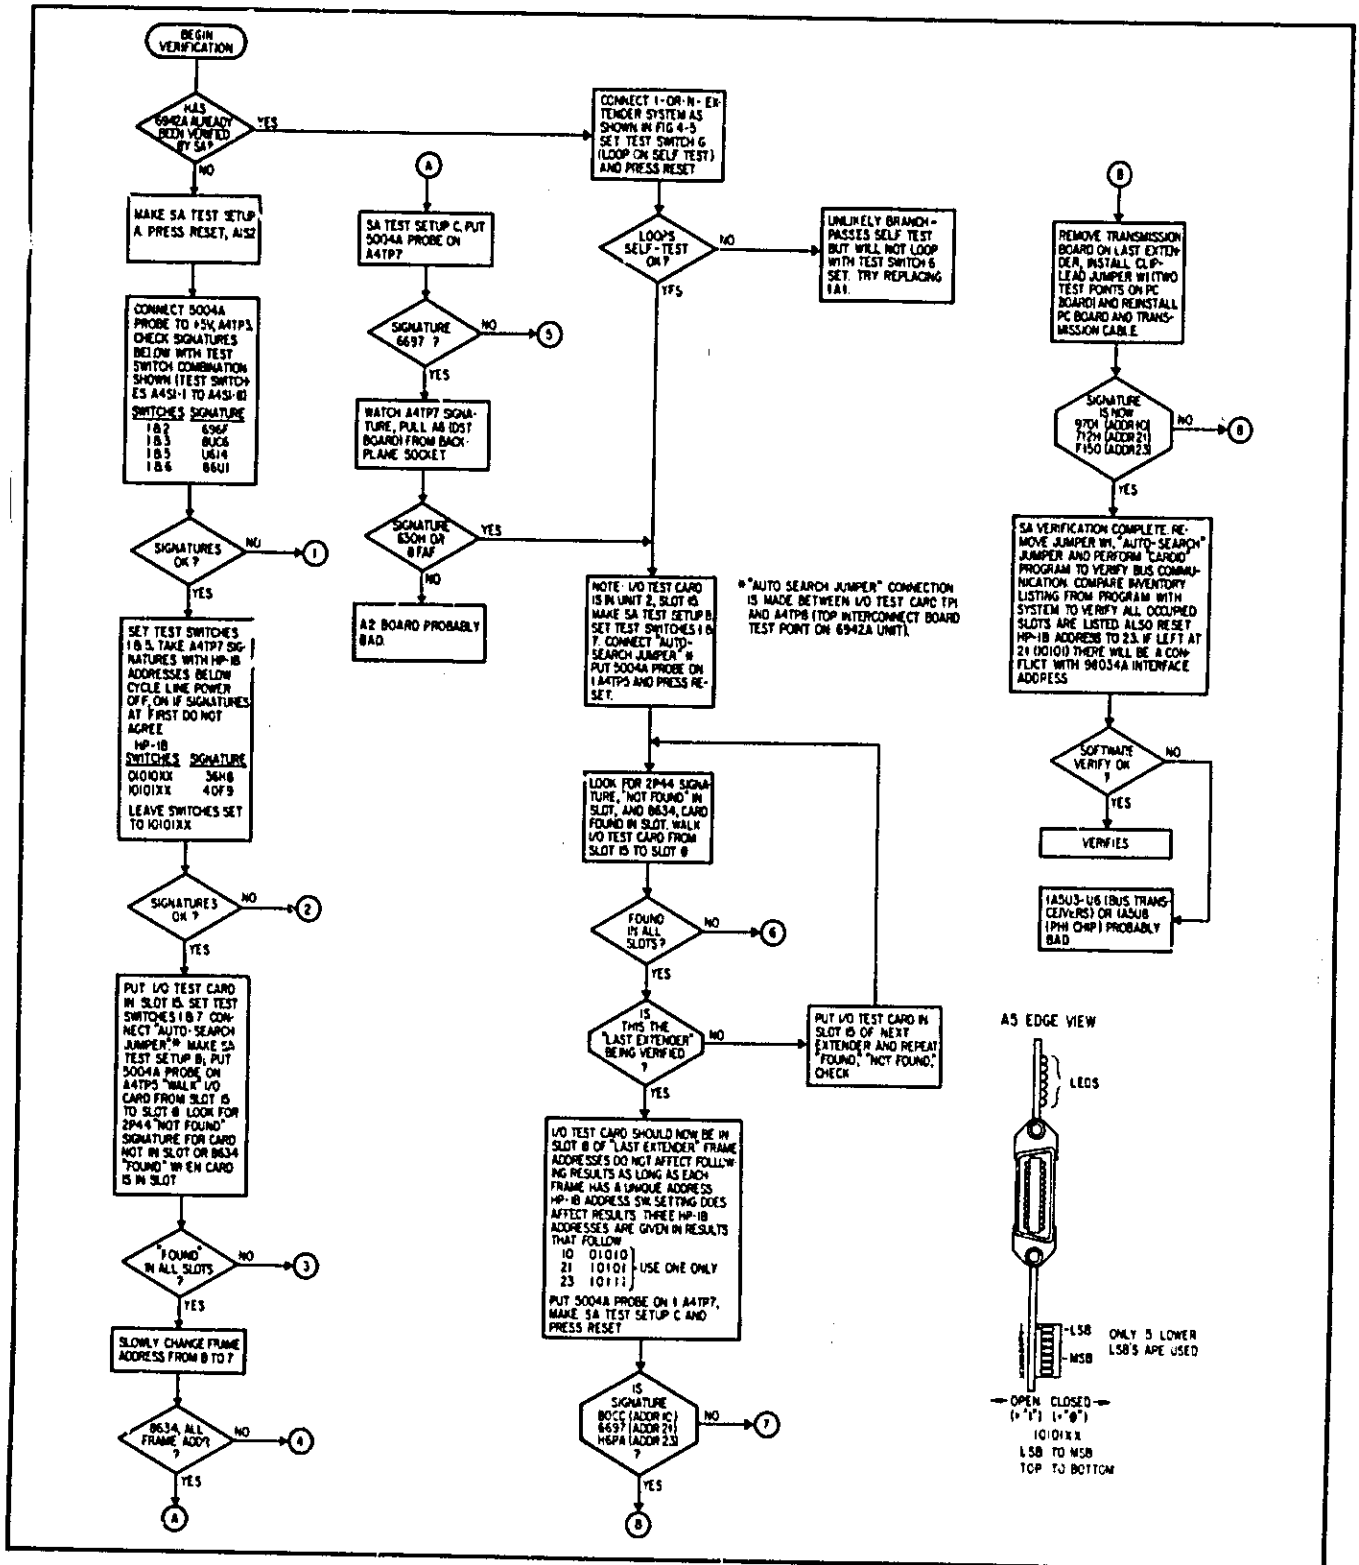 BEGIN
VERIFICATION
HAS
6942A ALREADY
BEEN VERIFIED
BY SA?
YES
NO
MAKE SA TEST SETUP
A. PRESS RESET, A1S2
CONNECT 5004A
PROBE TO +5V, A4TP3.
CHECK SIGNATURES
BELOW WITH TEST
SWITCH COMBINATION
SHOWN (TEST SWITCH-
ES A4S1-1 TO A4S1-8)
SWITCHES SIGNATURE
1&2 696F
1&3 8UC6
1&5 U614
1&6 86U1
SIGNATURES
OK?
NO
1
YES
SET TEST SWITCHES
1&5. TAKE A4TP7 SIG-
NATURES WITH HP-IB
ADDRESSES BELOW
CYCLE LINE POWER
OFF, ON IF SIGNATURES
AT FIRST DO NOT
AGREE
HP-IB
SWITCHES SIGNATURE
01010XX 36H8
10101XX 40F9
LEAVE SWITCHES SET
TO 10101XX
SIGNATURES
OK?
NO
2
YES
PUT I/O TEST CARD
IN SLOT 15. SET TEST
SWITCHES 1&7 CON-
NECT "AUTO-SEARCH
JUMPER".* MAKE SA
TEST SETUP B; PUT
5004A PROBE ON
A4TP5 "WALK" I/O
CARD FROM SLOT 15
TO SLOT 0 LOOK FOR
2P44 "NOT FOUND"
SIGNATURE FOR CARD
NOT IN SLOT OR 8634
"FOUND" WHEN CARD
IS IN SLOT
"FOUND"
IN ALL SLOTS
?
NO
3
YES
SLOWLY CHANGE FRAME
ADDRESS FROM 0 TO 7
8634, ALL
FRAME ADD?
?
NO
4
YES
A
A
SA TEST SETUP C, PUT
5004A PROBE ON
A4TP7
SIGNATURE
6697 ?
NO
5
YES
WATCH A4TP7 SIGNA-
TURE, PULL A6 (DST
BOARD) FROM BACK-
PLANE SOCKET
SIGNATURE
630H OR
8FAF
YES
NO
A2 BOARD PROBABLY
BAD.
CONNECT 1-OR-N-EX-
TENDER SYSTEM AS
SHOWN IN FIG 4-5
SET TEST SWITCH 6
(LOOP ON SELF TEST)
AND PRESS RESET
LOOPS
SELF-TEST
OK?
NO
UNLIKELY BRANCH-
PASSES SELF TEST
BUT WILL NOT LOOP
WITH TEST SWITCH 6
SET. TRY REPLACING
1A1.
YES
NOTE: I/O TEST CARD
IS IN UNIT 2, SLOT 15
MAKE SA TEST SETUP B,
SET TEST SWITCHES 1&
7. CONNECT "AUTO-
SEARCH JUMPER" *
PUT 5004A PROBE ON
1A4TP5 AND PRESS RE-
SET.
* "AUTO SEARCH JUMPER" CONNECTION
IS MADE BETWEEN I/O TEST CARD TP1
AND A4TP8 (TOP INTERCONNECT BOARD
TEST POINT ON 6942A UNIT).
LOOK FOR 2P44 SIGNA-
TURE, "NOT FOUND" IN
SLOT, AND 8634, CARD
FOUND IN SLOT. WALK
I/O TEST CARD FROM
SLOT 15 TO SLOT 0
FOUND
IN ALL
SLOTS?
NO
6
YES
IS
THIS THE
"LAST EXTENDER"
BEING VERIFIED
?
NO
PUT I/O TEST CARD IN
SLOT 15 OF NEXT
EXTENDER AND REPEAT
"FOUND," "NOT FOUND,"
CHECK
YES
I/O TEST CARD SHOULD NOW BE IN
SLOT 0 OF "LAST EXTENDER" FRAME
ADDRESSES DO NOT AFFECT FOLLOW-
ING RESULTS AS LONG AS EACH
FRAME HAS A UNIQUE ADDRESS
HP-IB ADDRESS SW. SETTING DOES
AFFECT RESULTS THREE HP-IB
ADDRESSES ARE GIVEN IN RESULTS
THAT FOLLOW
10 01010
21 10101 USE ONE ONLY
23 10111
PUT 5004A PROBE ON 1 A4TP7,
MAKE SA TEST SETUP C AND
PRESS RESET
IS
SIGNATURE
80CC (ADDR 10)
6697 (ADDR 21)
H6PA (ADDR 23)
?
NO
7
YES
B
B
REMOVE TRANSMISSION
BOARD ON LAST EXTEN-
DER, INSTALL CLIP-
LEAD JUMPER W1 (TWO
TEST POINTS ON PC
BOARD) AND REINSTALL
PC BOARD AND TRANS-
MISSION CABLE.
SIGNATURE
IS NOW
97D1 (ADDR 10)
712H (ADDR 21)
F150 (ADDR 23)
NO
8
YES
SA VERIFICATION COMPLETE. RE-
MOVE JUMPER W1, "AUTO-SEARCH"
JUMPER AND PERFORM "CARDIO"
PROGRAM TO VERIFY BUS COMMU-
NICATION. COMPARE INVENTORY
LISTING FROM PROGRAM WITH
SYSTEM TO VERIFY ALL OCCUPIED
SLOTS ARE LISTED ALSO RESET
HP-IB ADDRESS TO 23. IF LEFT AT
21 (10101) THERE WILL BE A CON-
FLICT WITH 98034A INTERFACE
ADDRESS
SOFTWARE
VERIFY OK
?
NO
YES
VERIFIES
1A5U3-U6 (BUS TRANS-
CEIVERS) OR 1A5U8
(PHI CHIP) PROBABLY
BAD
A5 EDGE VIEW
LEDS
-LSB
-MSB
ONLY 5 LOWER
LSB'S ARE USED
OPEN CLOSED
(="1") (="0")
10101XX
LSB TO MSB
TOP TO BOTTOM